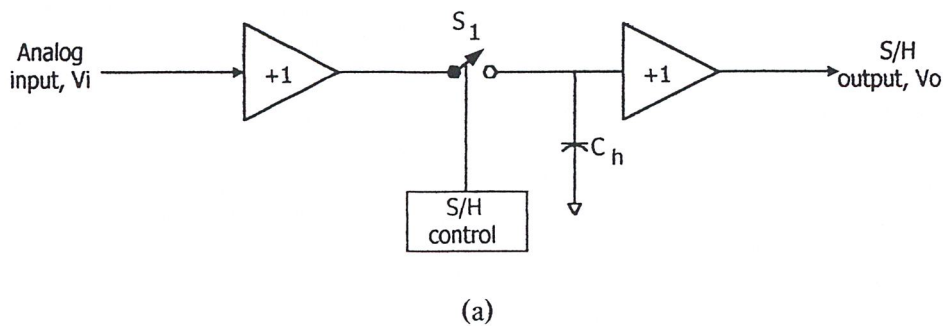 Analog
input, Vi
+1
S1
+1
S/H
output, Vo
Ch
S/H
control
(a)